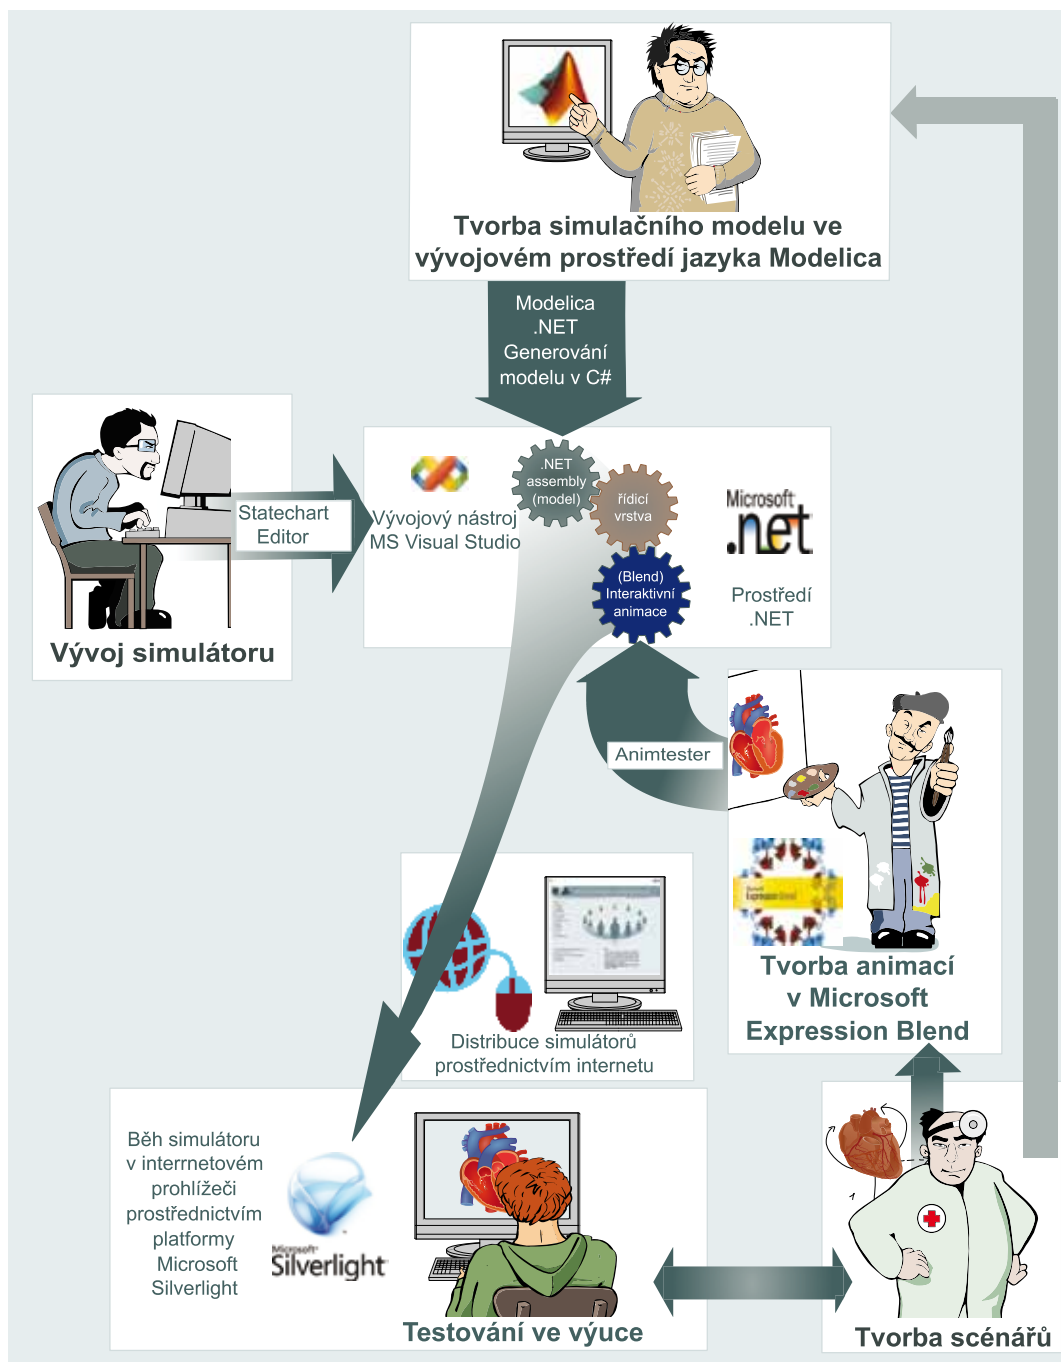 Tvorba simulačního modelu ve
vývojovém prostředí jazyka Modelica
Modelica
.NET
Generování
modelu v C#
Statechart
Editor
Vývoj simulátoru
Vývojový nástroj
MS Visual Studio
.NET
assembly
(model)
řídicí
vrstva
(Blend)
Interaktivní
animace
Microsoft
.net
Prostředí
.NET
Animtester
Tvorba animací
v Microsoft
Expression Blend
Distribuce simulátorů
prostřednictvím internetu
Běh simulátoru
v interrnetovém
prohlížeči
prostřednictvím
platformy
Microsoft
Silverlight
Microsoft
Silverlight
Testování ve výuce
1
Tvorba scénářů